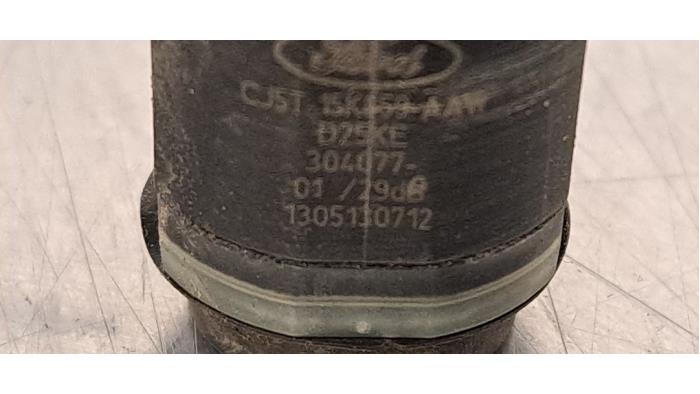 Ford
CJ5T 15K859-AAW
D75KE
304077-
01 /29dB
1305130712